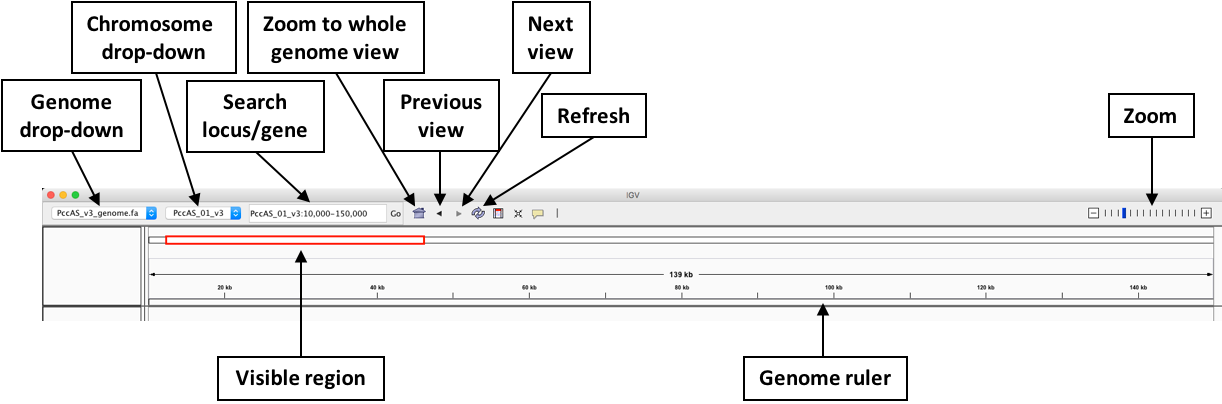 Chromosome
drop-down
Zoom to whole
genome view
Next
view
Genome
drop-down
Search
locus/gene
Previous
view
Refresh
Zoom
IGV
PccAS_v3_genome.fa
PccAS_01_v3
PccAS_01_v3:10,000-150,000
Go
139 kb
20 kb
40 kb
60 kb
80 kb
100 kb
120 kb
140 kb
Visible region
Genome ruler